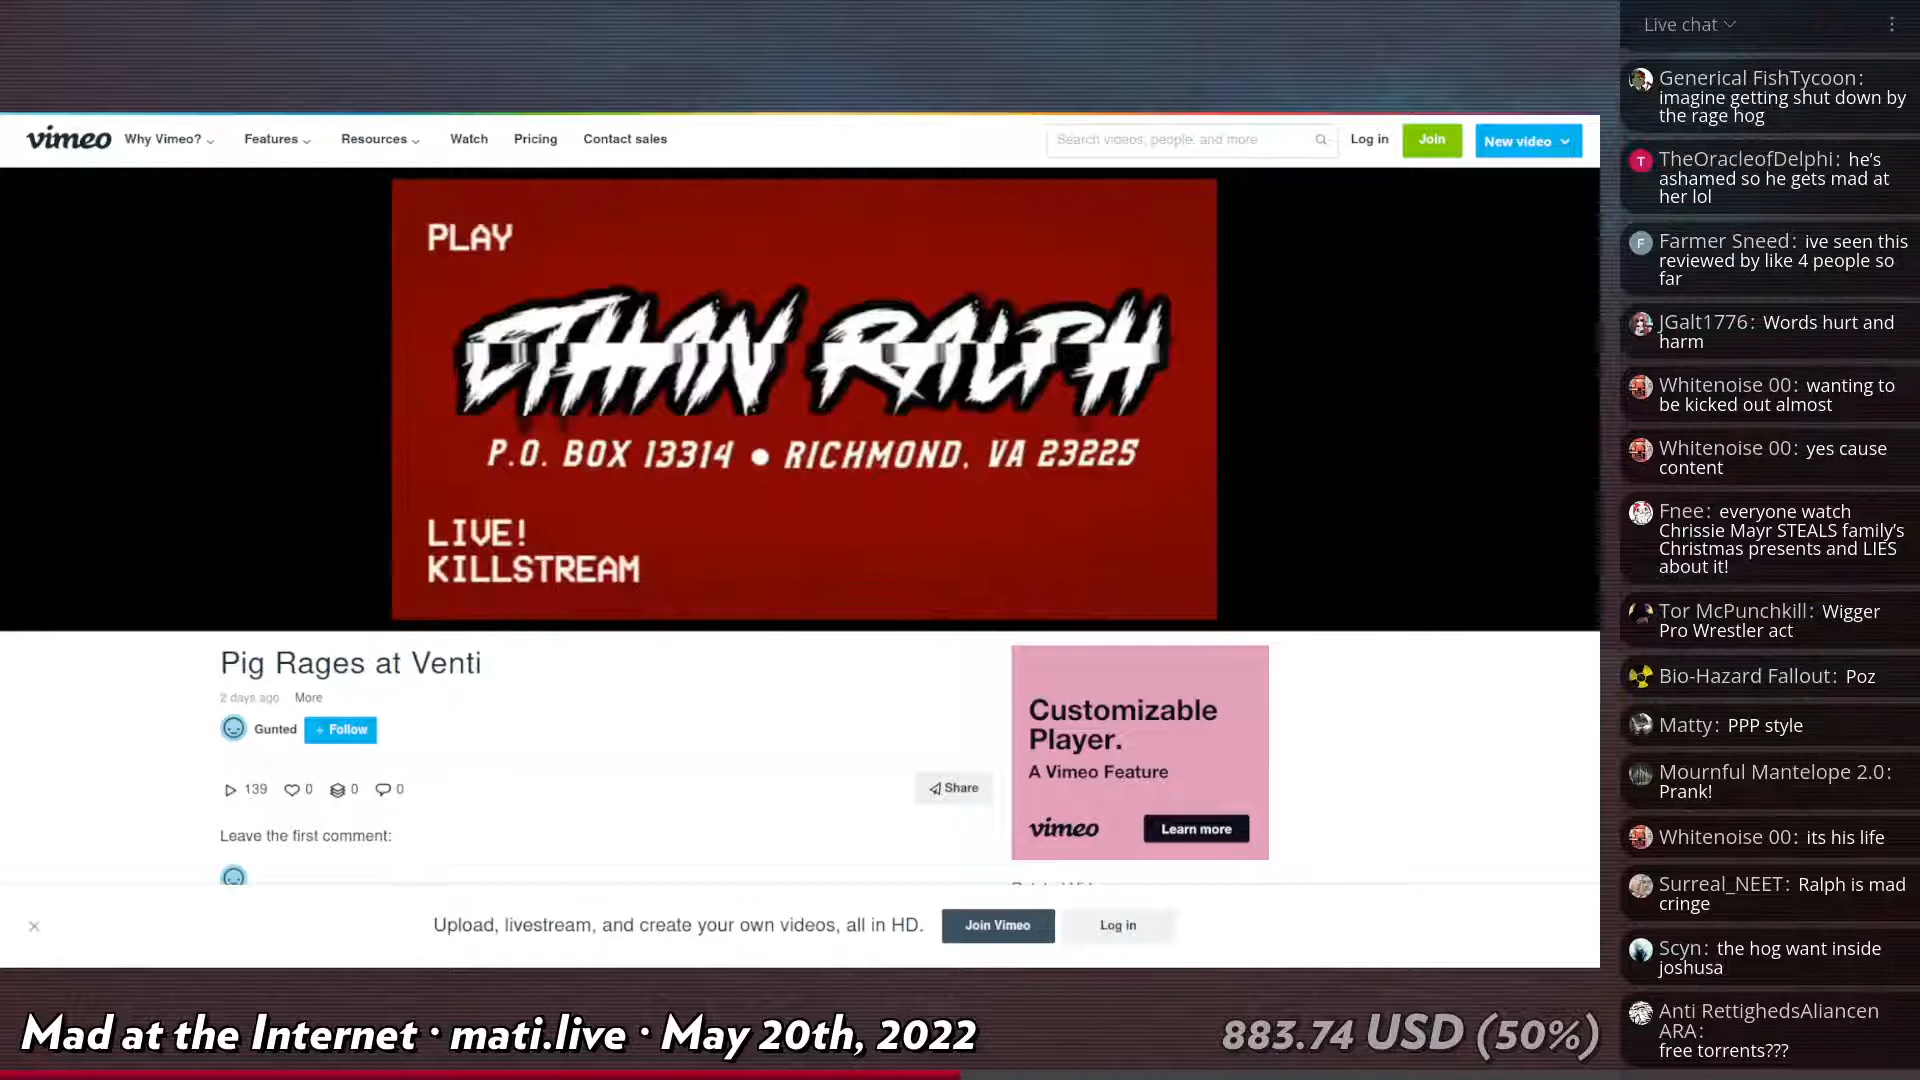 vimeo
Why Vimeo?
Features
Resources
Watch
Pricing
Contact sales
Search videos, people, and more
Log in
Join
New video
PLAY
ETHAN RALPH
P.O. BOX 13314 ● RICHMOND, VA 23225
LIVE!
KILLSTREAM
Pig Rages at Venti
2 days ago More
Gunted
+ Follow
139 0 0 0
Share
Leave the first comment:
Customizable
Player.
A Vimeo Feature
vimeo
Learn more
Upload, livestream, and create your own videos, all in HD.
Join Vimeo
Log in
Mad at the Internet · mati.live · May 20th, 2022
883.74 USD (50%)
Live chat
Generical FishTycoon:
imagine getting shut down by
the rage hog
T
TheOracleofDelphi: he's
ashamed so he gets mad at
her lol
F
Farmer Sneed: ive seen this
reviewed by like 4 people so
far
JGalt1776: Words hurt and
harm
Whitenoise 00: wanting to
be kicked out almost
Whitenoise 00: yes cause
content
Fnee: everyone watch
Chrissie Mayr STEALS family's
Christmas presents and LIES
about it!
Tor McPunchkill: Wigger
Pro Wrestler act
Bio-Hazard Fallout: Poz
Matty: PPP style
Mournful Mantelope 2.0:
Prank!
Whitenoise 00: its his life
Surreal_NEET: Ralph is mad
cringe
Scyn: the hog want inside
joshusa
Anti RettighedsAliancen
ARA:
free torrents???